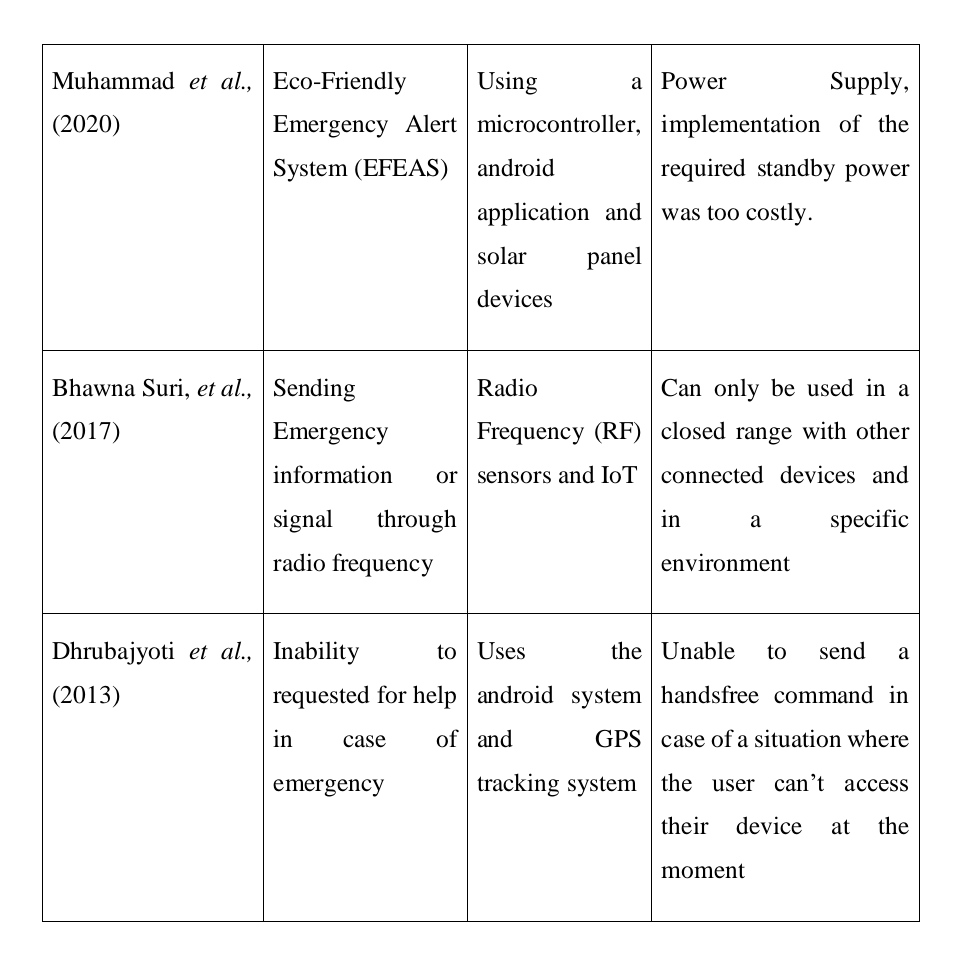 Muhammad et al.,
(2020)
Eco-Friendly
Emergency Alert
System (EFEAS)
Using a
microcontroller,
android
application and
solar panel
devices
Power Supply,
implementation of the
required standby power
was too costly.
Bhawna Suri, et al.,
(2017)
Sending
Emergency
information or
signal through
radio frequency
Radio
Frequency (RF)
sensors and IoT
Can only be used in a
closed range with other
connected devices and
in a specific
environment
Dhrubajyoti et al.,
(2013)
Inability to
requested for help
in case of
emergency
Uses the
android system
and GPS
tracking system
Unable to send a
handsfree command in
case of a situation where
the user can’t access
their device at the
moment